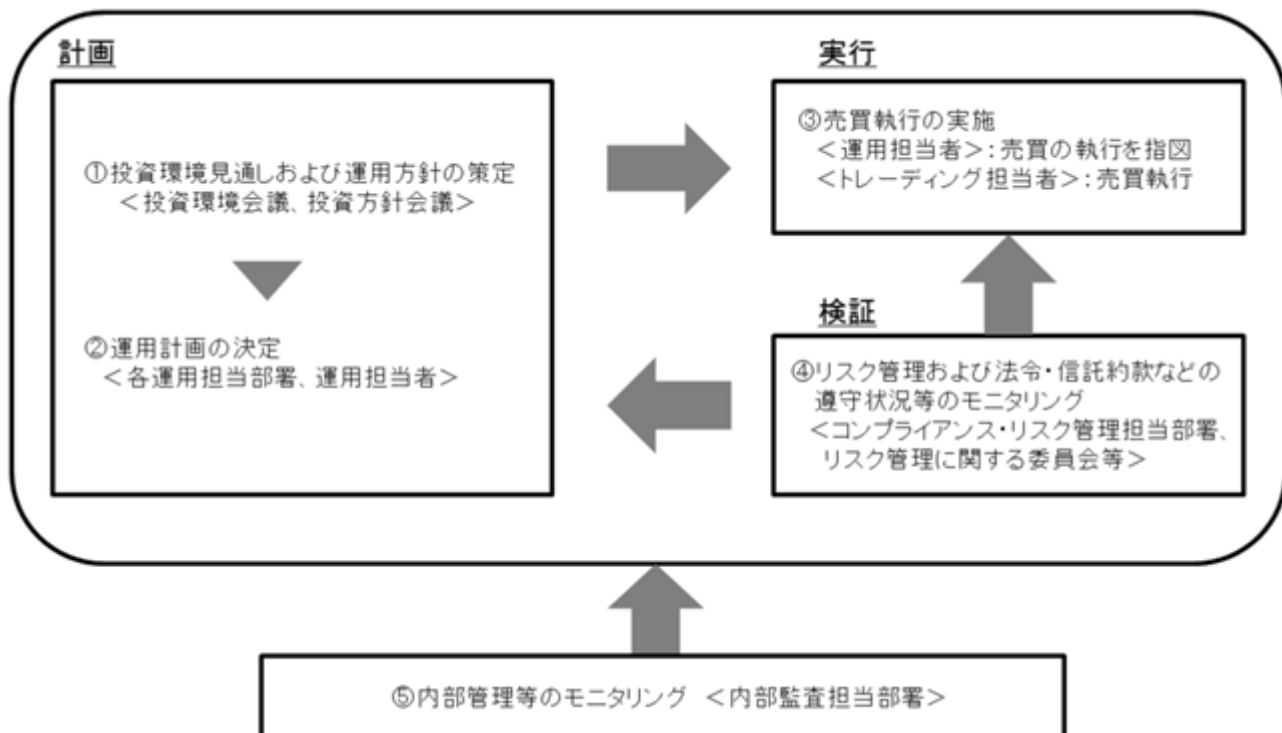 計画
①投資環境見通しおよび運用方針の策定
＜投資環境会議、投資方針会議＞
②運用計画の決定
＜各運用担当部署、運用担当者＞
実行
③売買執行の実施
＜運用担当者＞：売買の執行を指図
＜トレーディング担当者＞：売買執行
検証
④リスク管理および法令・信託約款などの
遵守状況等のモニタリング
＜コンプライアンス・リスク管理担当部署、
リスク管理に関する委員会等＞
⑤内部管理等のモニタリング ＜内部監査担当部署＞